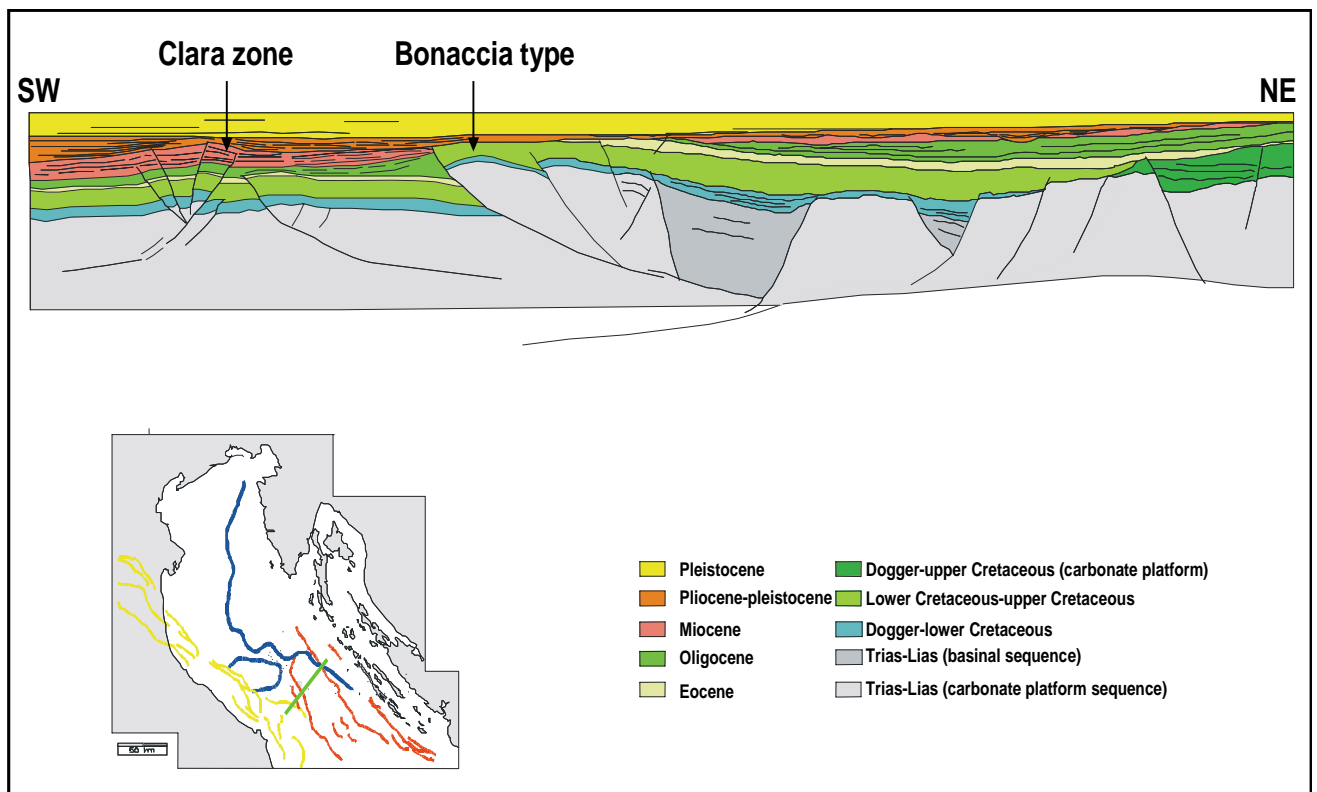 Clara zone
Bonaccia type
SW
NE
Pleistocene
Pliocene-pleistocene
Miocene
Oligocene
Eocene
Dogger-upper Cretaceous (carbonate platform)
Lower Cretaceous-upper Cretaceous
Dogger-lower Cretaceous
Trias-Lias (basinal sequence)
Trias-Lias (carbonate platform sequence)